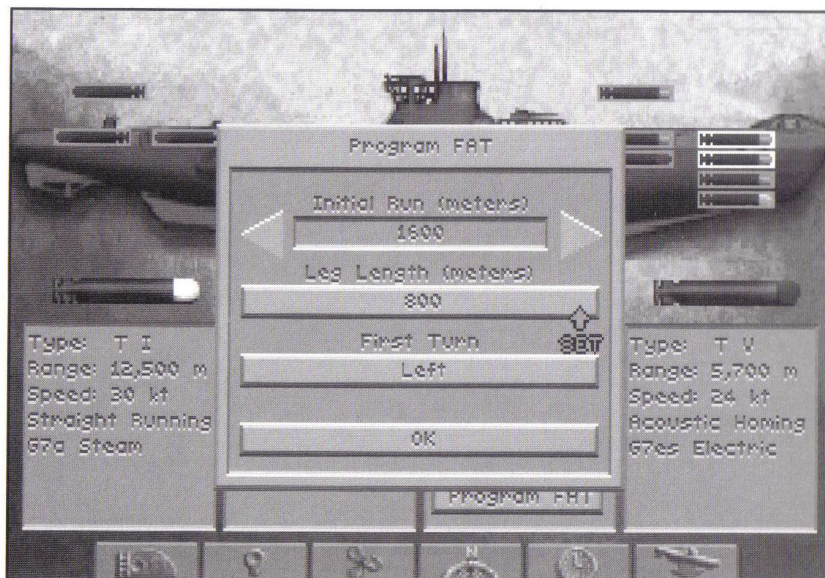 Program FAT
Initial Run (meters)
1600
Leg Length (meters)
800
SET
First Turn
Left
OK
Type: T I
Range: 12,500 m
Speed: 30 kt
Straight Running
G7a Steam
Type: T V
Range: 5,700 m
Speed: 24 kt
Acoustic Homing
G7es Electric
Program FAT
N